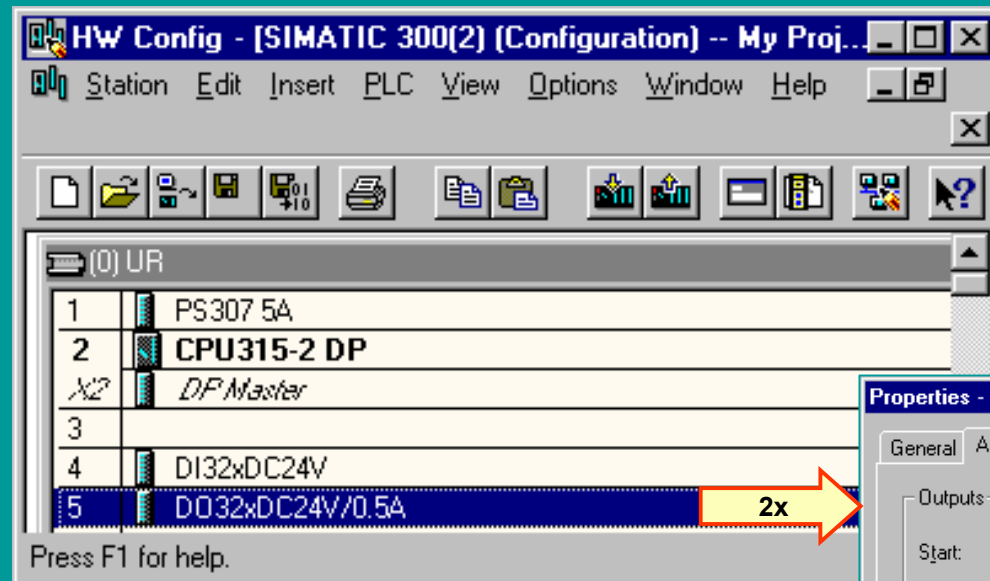 HW Config - [SIMATIC 300(2) (Configuration) -- My Proj...
Station Edit Insert PLC View Options Window Help
(0) UR
1 PS307 5A
2 CPU315-2 DP
X2 DP Master
3
4 DI32xDC24V
5 DO32xDC24V/0.5A
2x
Press F1 for help.
Properties -
General A
Outputs
Start: